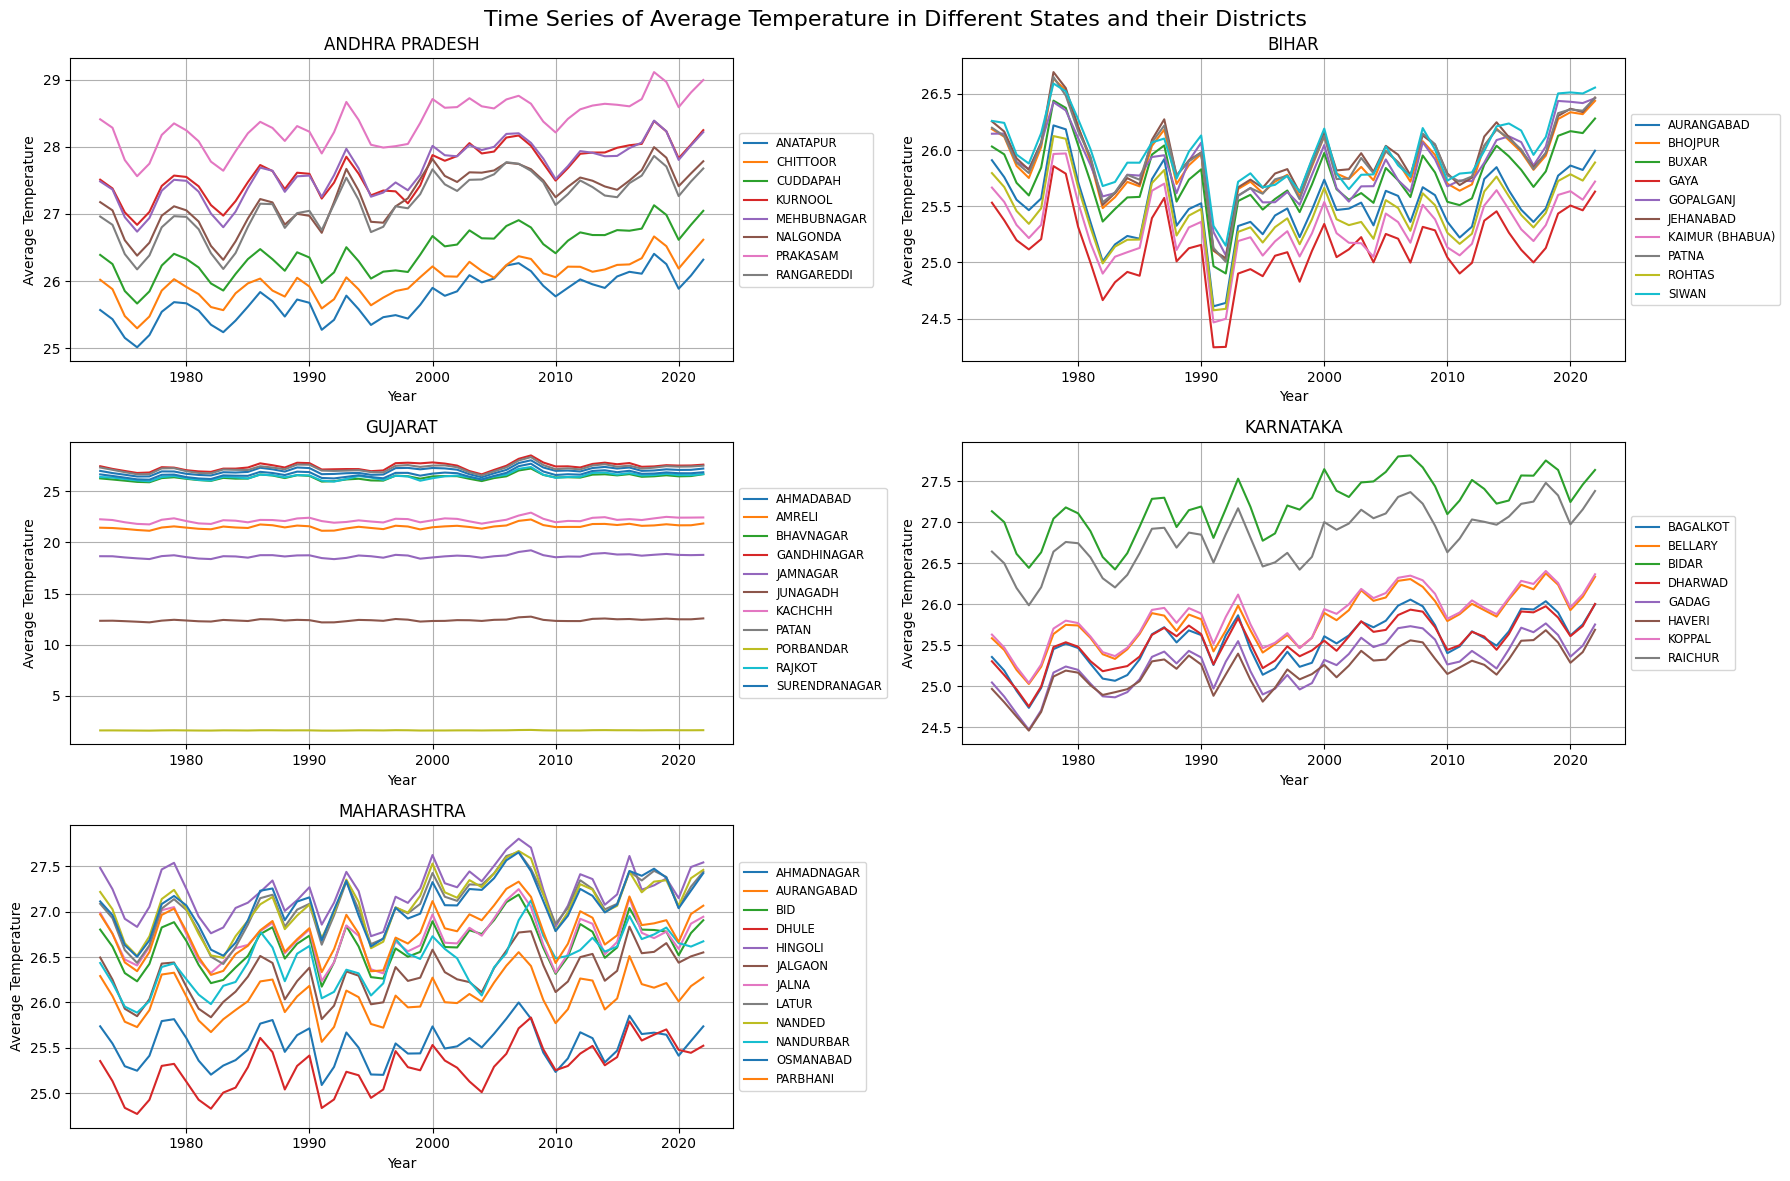 Time Series of Average Temperature in Different States and their Districts
ANDHRA PRADESH
Average Temperature
29
28
27
26
25
1980 1990 2000 2010 2020
Year
ANATAPUR
CHITTOOR
CUDDAPAH
KURNOOL
MEHBUBNAGAR
NALGONDA
PRAKASAM
RANGAREDDI
BIHAR
Average Temperature
26.5
26.0
25.5
25.0
24.5
1980 1990 2000 2010 2020
Year
AURANGABAD
BHOJPUR
BUXAR
GAYA
GOPALGANJ
JEHANABAD
KAIMUR (BHABUA)
PATNA
ROHTAS
SIWAN
GUJARAT
Average Temperature
25
20
15
10
5
1980 1990 2000 2010 2020
Year
AHMADABAD
AMRELI
BHAVNAGAR
GANDHINAGAR
JAMNAGAR
JUNAGADH
KACHCHH
PATAN
PORBANDAR
RAJKOT
SURENDRANAGAR
KARNATAKA
Average Temperature
27.5
27.0
26.5
26.0
25.5
25.0
24.5
1980 1990 2000 2010 2020
Year
BAGALKOT
BELLARY
BIDAR
DHARWAD
GADAG
HAVERI
KOPPAL
RAICHUR
MAHARASHTRA
Average Temperature
27.5
27.0
26.5
26.0
25.5
25.0
1980 1990 2000 2010 2020
Year
AHMADNAGAR
AURANGABAD
BID
DHULE
HINGOLI
JALGAON
JALNA
LATUR
NANDED
NANDURBAR
OSMANABAD
PARBHANI